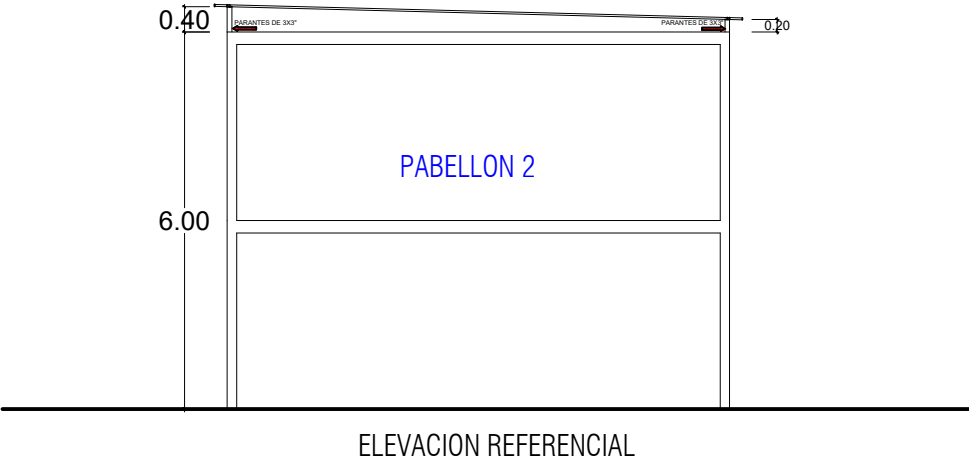 0.40
PARANTES DE 3X3"
PARANTES DE 3X3"
0.20
PABELLON 2
6.00
ELEVACION REFERENCIAL